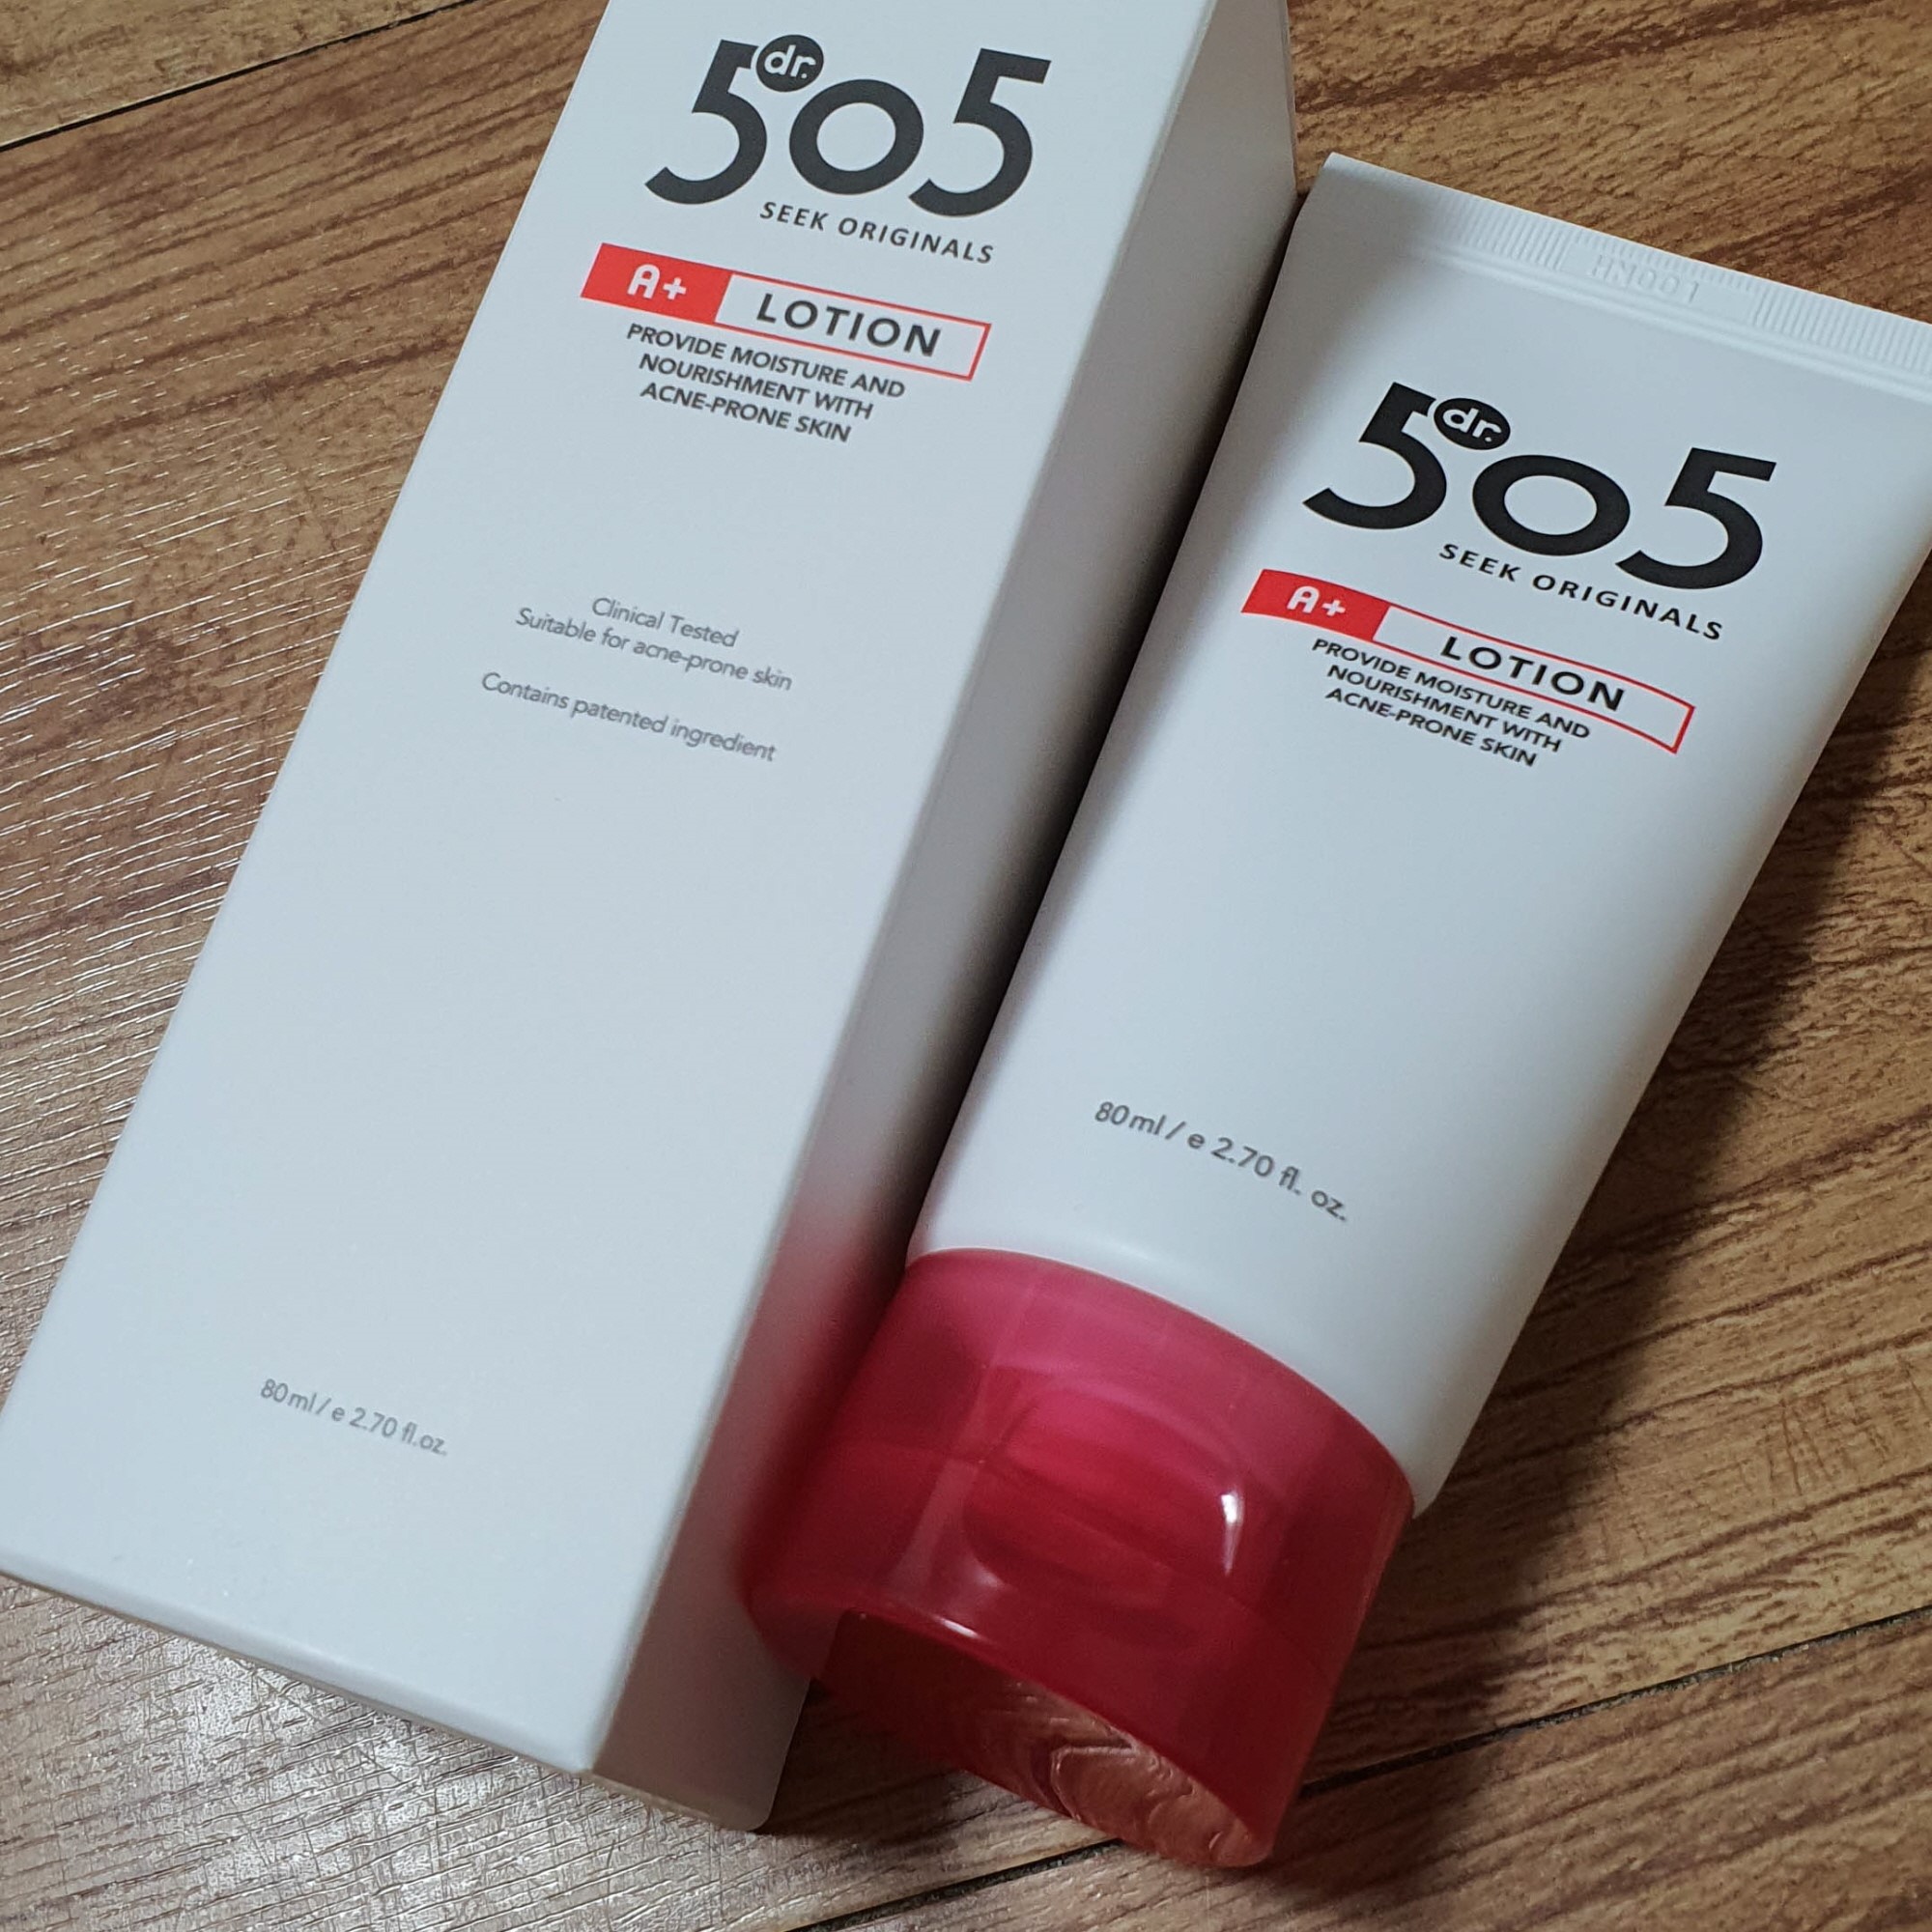 dr.
505
SEEK ORIGINALS
A+ LOTION
PROVIDE MOISTURE AND
NOURISHMENT WITH
ACNE-PRONE SKIN
Clinical Tested
Suitable for acne-prone skin
Contains patented ingredient
80ml / e 2.70 fl.oz.
dr.
505
SEEK ORIGINALS
A+ LOTION
PROVIDE MOISTURE AND
NOURISHMENT WITH
ACNE-PRONE SKIN
80ml / e 2.70 fl. oz.